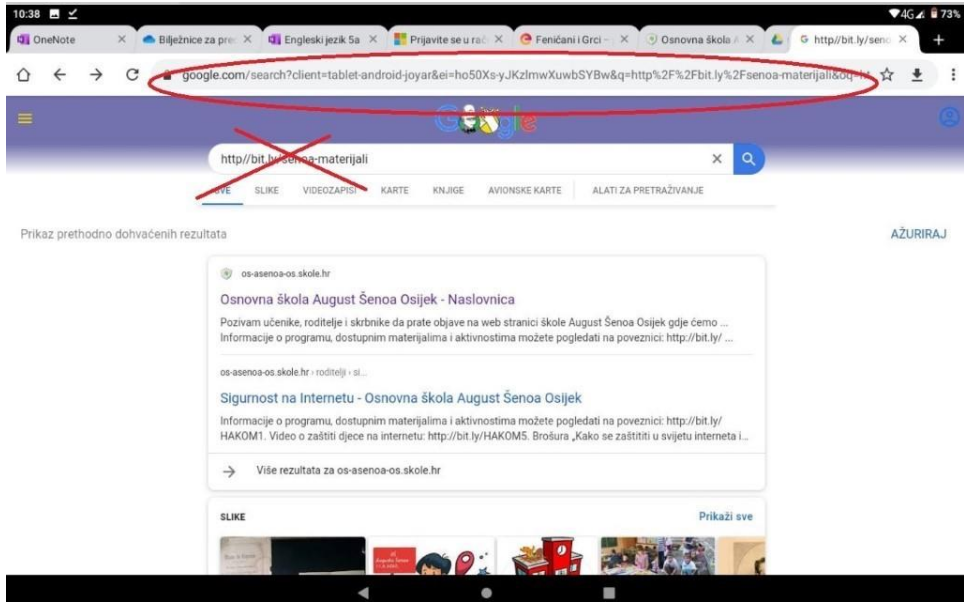 10:38
4G 73%
OneNote
Bilježnice za pre
Engleski jezik 5a
Prijavite se u rač
Feničani i Grci –
Osnovna škola A
http//bit.ly/seno
google.com/search?client=tablet-android-joyar&ei=ho50Xs-yJKzlmwXuwbSYBw&q=http%2F%2Fbit.ly%2Fsenoa-materijali&oq=ht
http//bit.ly/senoa-materijali
SVE SLIKE VIDEOZAPISI KARTE KNJIGE AVIONSKE KARTE ALATI ZA PRETRAŽIVANJE
Prikaz prethodno dohvaćenih rezultata
AŽURIRAJ
os-asenoa-os.skole.hr
Osnovna škola August Šenoa Osijek - Naslovnica
Pozivam učenike, roditelje i skrbnike da prate objave na web stranici škole August Šenoa Osijek gdje ćemo ...
Informacije o programu, dostupnim materijalima i aktivnostima možete pogledati na poveznici: http://bit.ly/ ...
os-asenoa-os.skole.hr › roditelji › si...
Sigurnost na Internetu - Osnovna škola August Šenoa Osijek
Informacije o programu, dostupnim materijalima i aktivnostima možete pogledati na poveznici: http://bit.ly/
HAKOM1. Video o zaštiti djece na internetu: http://bit.ly/HAKOM5. Brošura „Kako se zaštititi u svijetu interneta i...
Više rezultata za os-asenoa-os.skole.hr
SLIKE
Prikaži sve